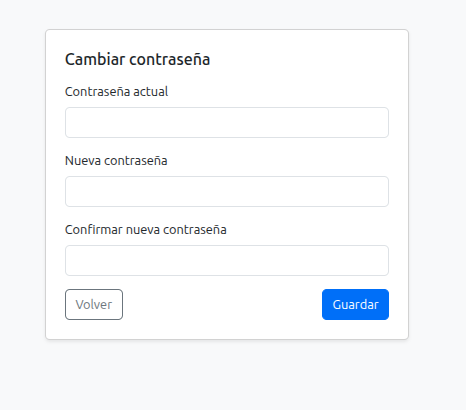 Cambiar contraseña
Contraseña actual
Nueva contraseña
Confirmar nueva contraseña
Volver
Guardar